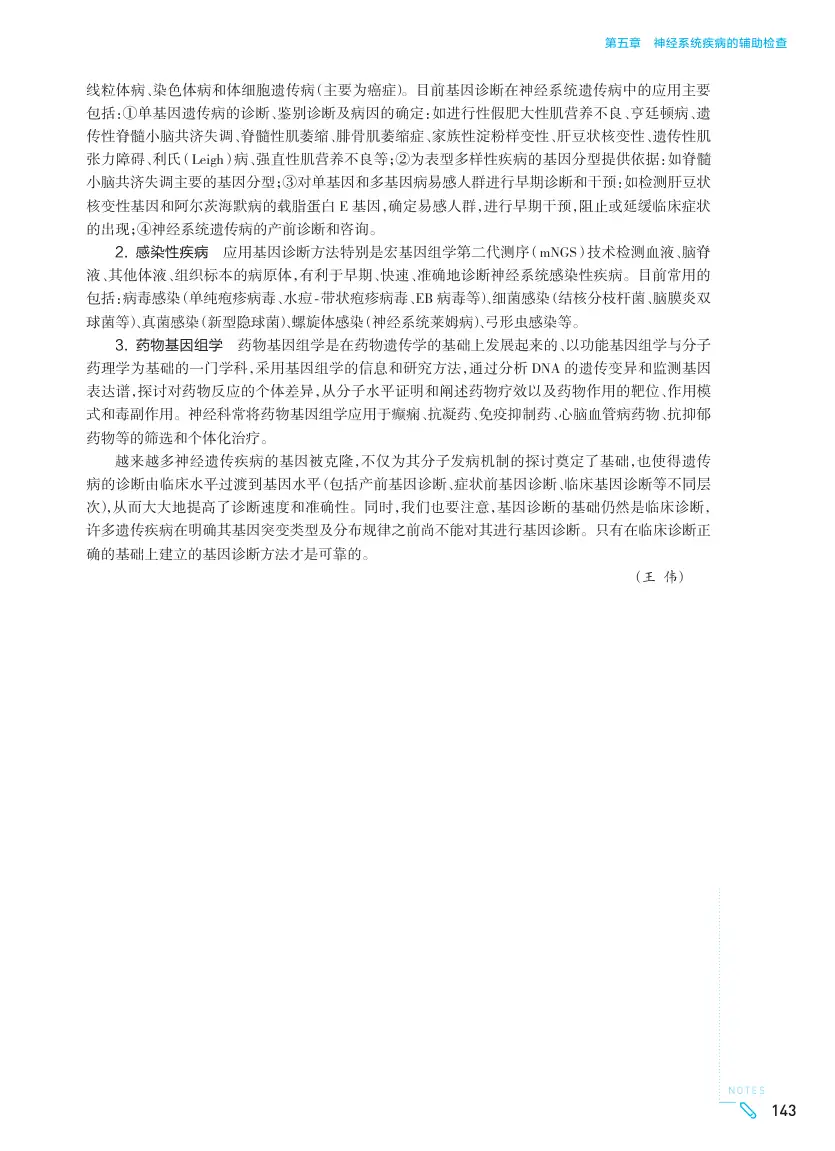 第五章 神经系统疾病的辅助检查
线粒体病、染色体病和体细胞遗传病(主要为癌症)。目前基因诊断在神经系统遗传病中的应用主要
包括:①单基因遗传病的诊断、鉴别诊断及病因的确定:如进行性假肥大性肌营养不良、亨廷顿病、遗
传性脊髓小脑共济失调、脊髓性肌萎缩、腓骨肌萎缩症、家族性淀粉样变性、肝豆状核变性、遗传性肌
张力障碍、利氏(Leigh)病、强直性肌营养不良等;②为表型多样性疾病的基因分型提供依据:如脊髓
小脑共济失调主要的基因分型;③对单基因和多基因病易感人群进行早期诊断和干预:如检测肝豆状
核变性基因和阿尔茨海默病的载脂蛋白 E 基因,确定易感人群,进行早期干预,阻止或延缓临床症状
的出现;④神经系统遗传病的产前诊断和咨询。
2. 感染性疾病 应用基因诊断方法特别是宏基因组学第二代测序(mNGS)技术检测血液、脑脊
液、其他体液、组织标本的病原体,有利于早期、快速、准确地诊断神经系统感染性疾病。目前常用的
包括:病毒感染(单纯疱疹病毒、水痘-带状疱疹病毒、EB 病毒等)、细菌感染(结核分枝杆菌、脑膜炎双
球菌等)、真菌感染(新型隐球菌)、螺旋体感染(神经系统莱姆病)、弓形虫感染等。
3. 药物基因组学 药物基因组学是在药物遗传学的基础上发展起来的、以功能基因组学与分子
药理学为基础的一门学科,采用基因组学的信息和研究方法,通过分析 DNA 的遗传变异和监测基因
表达谱,探讨对药物反应的个体差异,从分子水平证明和阐述药物疗效以及药物作用的靶位、作用模
式和毒副作用。神经科常将药物基因组学应用于癫痫、抗凝药、免疫抑制药、心脑血管病药物、抗抑郁
药物等的筛选和个体化治疗。
越来越多神经遗传疾病的基因被克隆,不仅为其分子发病机制的探讨奠定了基础,也使得遗传
病的诊断由临床水平过渡到基因水平(包括产前基因诊断、症状前基因诊断、临床基因诊断等不同层
次),从而大大地提高了诊断速度和准确性。同时,我们也要注意,基因诊断的基础仍然是临床诊断,
许多遗传疾病在明确其基因突变类型及分布规律之前尚不能对其进行基因诊断。只有在临床诊断正
确的基础上建立的基因诊断方法才是可靠的。
(王 伟)
NOTES
143